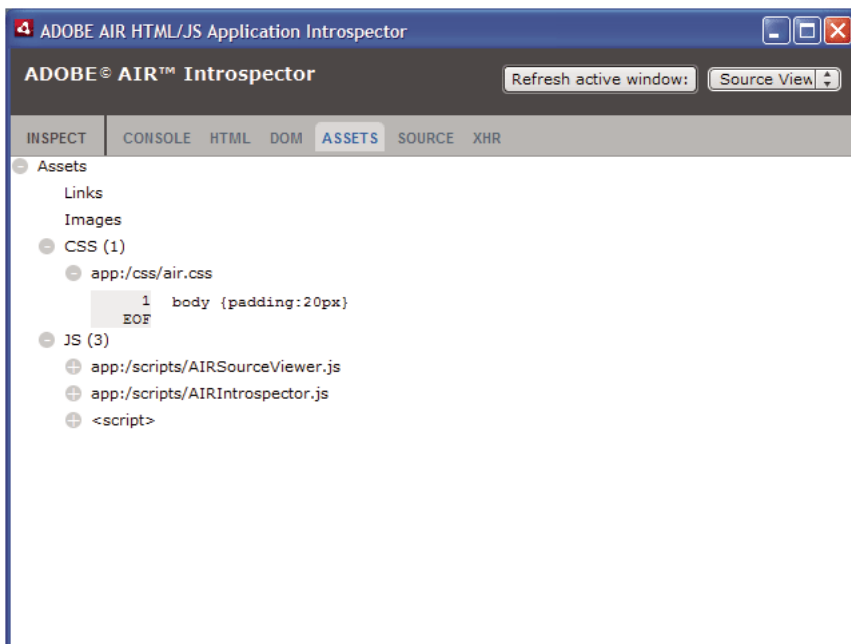 ADOBE AIR HTML/JS Application Introspector
ADOBE© AIR™ Introspector Refresh active window: Source View
INSPECT CONSOLE HTML DOM ASSETS SOURCE XHR
Assets
Links
Images
CSS (1)
app:/css/air.css
1 body {padding:20px}
EOF
JS (3)
app:/scripts/AIRSourceViewer.js
app:/scripts/AIRIntrospector.js
<script>